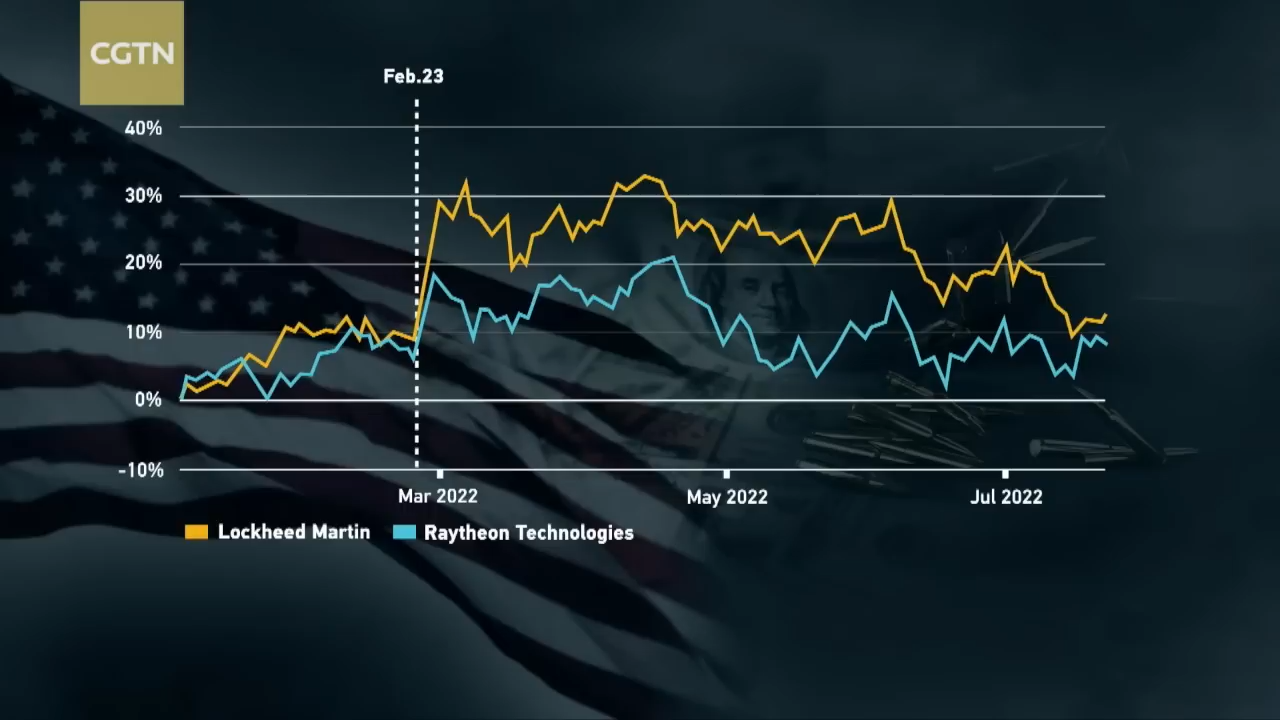 CGTN
Feb.23
40%
30%
20%
10%
0%
-10%
Mar 2022
May 2022
Jul 2022
Lockheed Martin
Raytheon Technologies